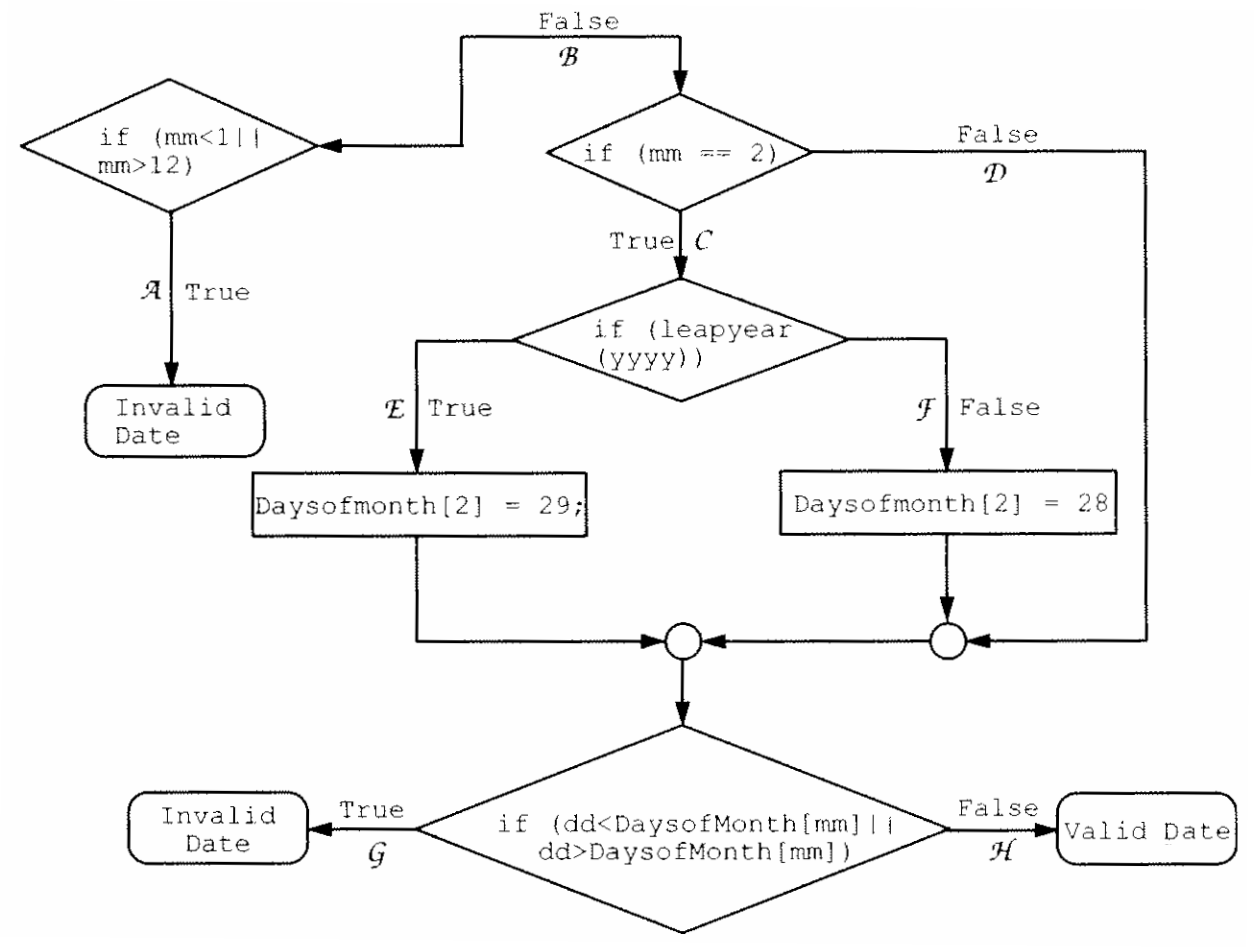 False
B
if (mm<1||
mm>12)
if (mm == 2)
False
D
True C
A True
if (leapyear
(yyyy))
Invalid
Date
E True
F False
Daysofmonth[2] = 29;
Daysofmonth[2] = 28
Invalid
Date
True
G
if (dd<DaysofMonth[mm]||
dd>DaysofMonth[mm])
False
H
Valid Date